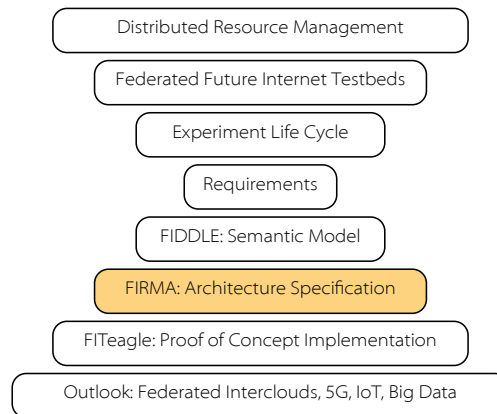 Distributed Resource Management
Federated Future Internet Testbeds
Experiment Life Cycle
Requirements
FIDDLE: Semantic Model
FIRMA: Architecture Specification
FITeagle: Proof of Concept Implementation
Outlook: Federated Interclouds, 5G, IoT, Big Data